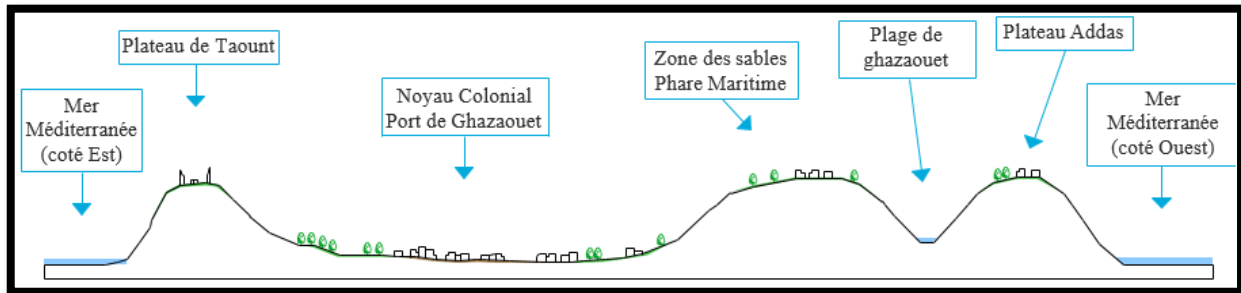 Mer
Méditerranée
(coté Est)
Plateau de Taount
Noyau Colonial
Port de Ghazaouet
Zone des sables
Phare Maritime
Plage de
ghazaouet
Plateau Addas
Mer
Méditerranée
(coté Ouest)